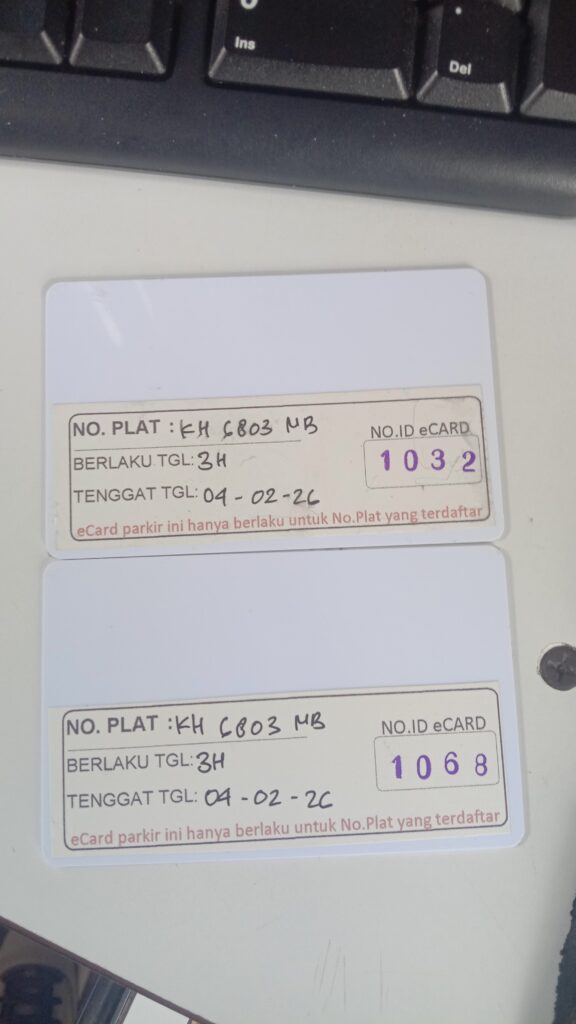 Ins
Del
NO. PLAT : KH 6803 MB
NO.ID eCARD
BERLAKU TGL: 3H
1032
TENGGAT TGL: 04-02-26
eCard parkir ini hanya berlaku untuk No.Plat yang terdaftar
NO. PLAT : KH 6803 MB
NO.ID eCARD
BERLAKU TGL: 3H
1068
TENGGAT TGL: 04-02-26
eCard parkir ini hanya berlaku untuk No.Plat yang terdaftar